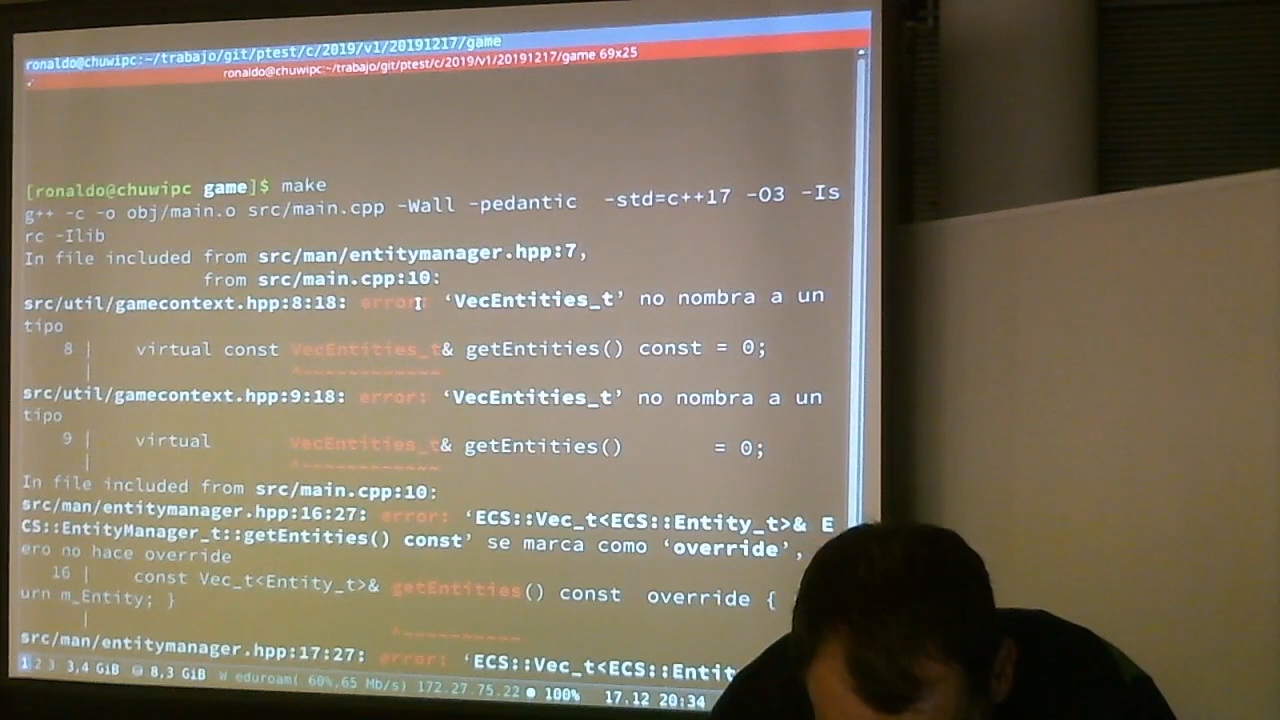 ronaldo@chuwipc:~/trabajo/git/ptest/c/2019/v1/20191217/game
ronaldo@chuwipc:~/trabajo/git/ptest/c/2019/v1/20191217/game 69x25
[ronaldo@chuwipc game]$ make
g++ -c -o obj/main.o src/main.cpp -Wall -pedantic  -std=c++17 -O3 -Is
rc -Ilib
In file included from src/man/entitymanager.hpp:7,
                 from src/main.cpp:10:
src/util/gamecontext.hpp:8:18: error: ‘VecEntities_t’ no nombra a un
tipo
    8 |    virtual const VecEntities_t& getEntities() const = 0;
      |                  ^~~~~~~~~~~~~
src/util/gamecontext.hpp:9:18: error: ‘VecEntities_t’ no nombra a un
tipo
    9 |    virtual       VecEntities_t& getEntities()       = 0;
      |                  ^~~~~~~~~~~~~
In file included from src/main.cpp:10:
src/man/entitymanager.hpp:16:27: error: ‘ECS::Vec_t<ECS::Entity_t>& E
CS::EntityManager_t::getEntities() const’ se marca como ‘override’,
ero no hace override
   16 |    const Vec_t<Entity_t>& getEntities() const  override {
urn m_Entity; }
      |                           ^~~~~~~~~~~
src/man/entitymanager.hpp:17:27: error: ‘ECS::Vec_t<ECS::Entit
1 2 3 3,4 GiB 8,3 GiB W eduroam( 60%,65 Mb/s) 172.27.75.22 100% 17.12 20:34